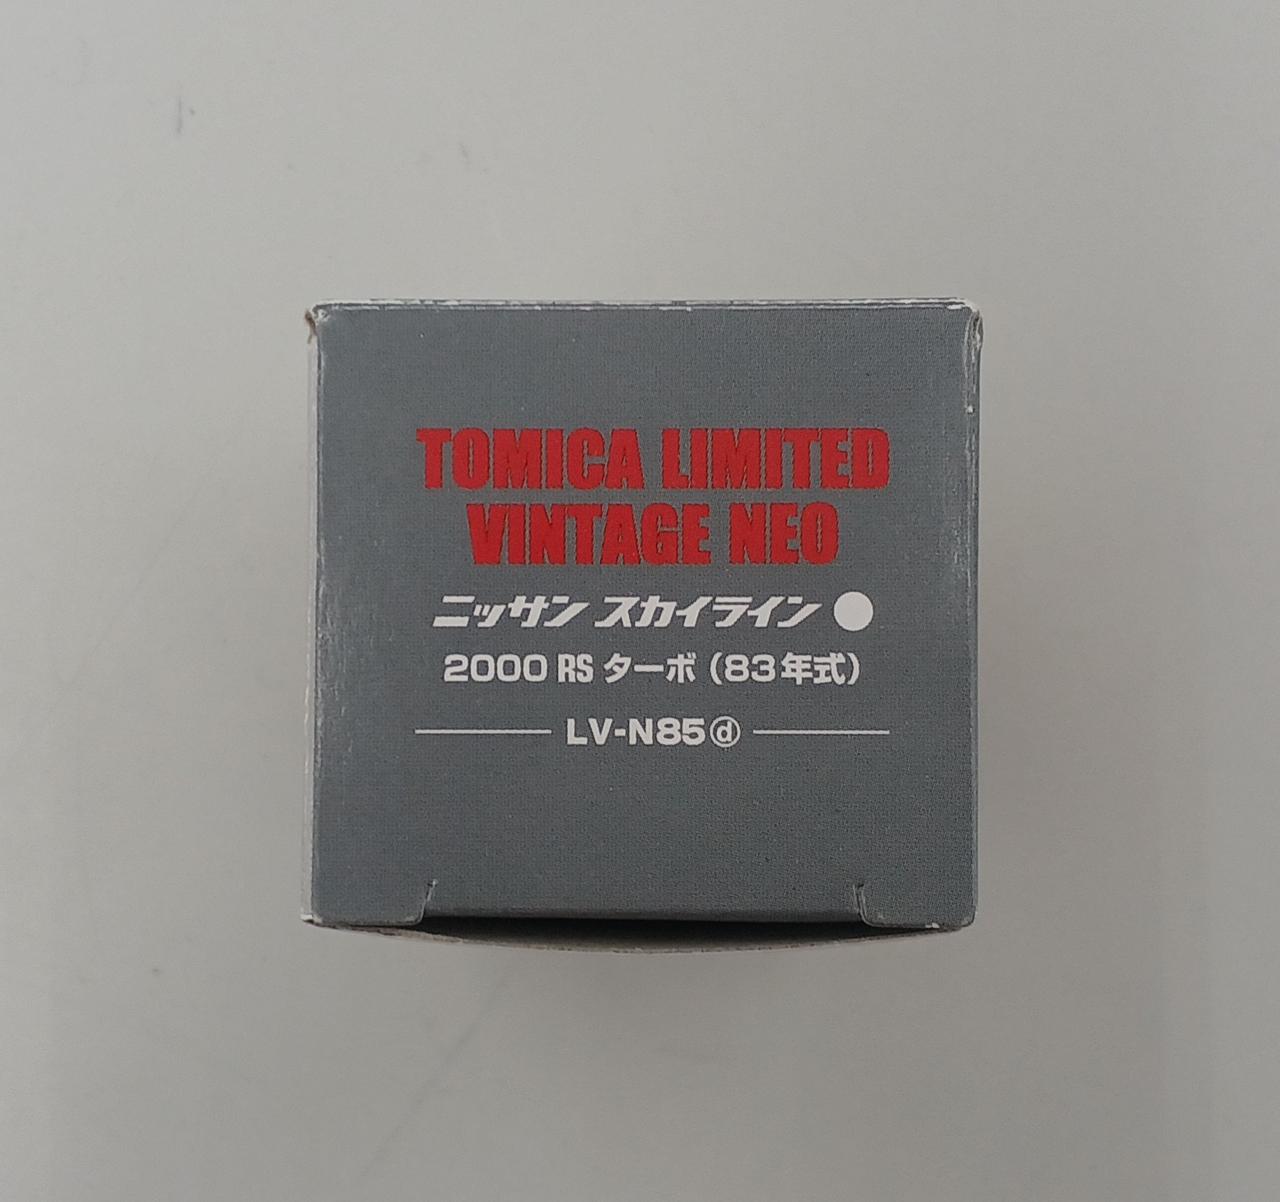 TOMICA LIMITED
VINTAGE NEO
ニッサン スカイライン
2000 RS ターボ (83年式)
LV-N85ⓓ